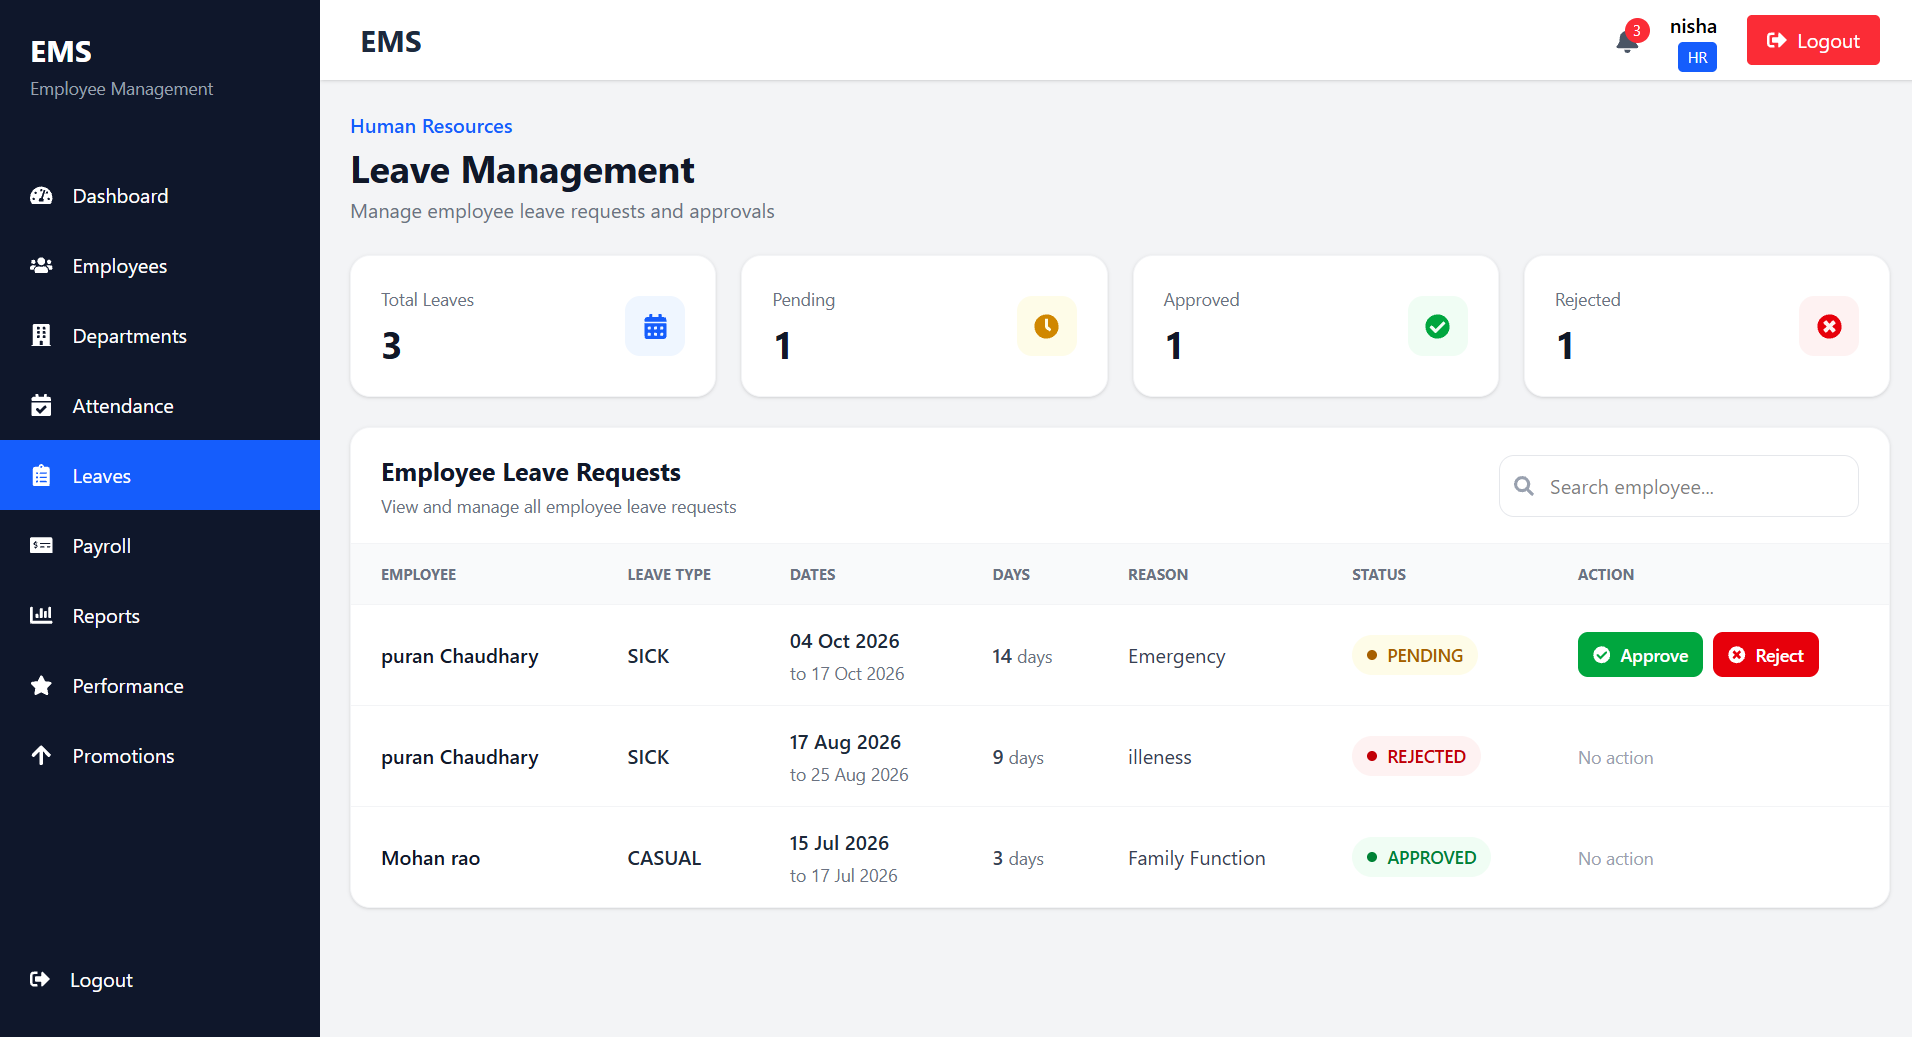 EMS
Employee Management
Dashboard
Employees
Departments
Attendance
Leaves
Payroll
Reports
Performance
Promotions
Logout
EMS
3
nisha
HR
Logout
Human Resources
Leave Management
Manage employee leave requests and approvals
Total Leaves
3
Pending
1
Approved
1
Rejected
1
Employee Leave Requests
View and manage all employee leave requests
Search employee...
EMPLOYEE LEAVE TYPE DATES DAYS REASON STATUS ACTION
puran Chaudhary SICK 04 Oct 2026 to 17 Oct 2026 14 days Emergency PENDING Approve Reject
puran Chaudhary SICK 17 Aug 2026 to 25 Aug 2026 9 days illeness REJECTED No action
Mohan rao CASUAL 15 Jul 2026 to 17 Jul 2026 3 days Family Function APPROVED No action